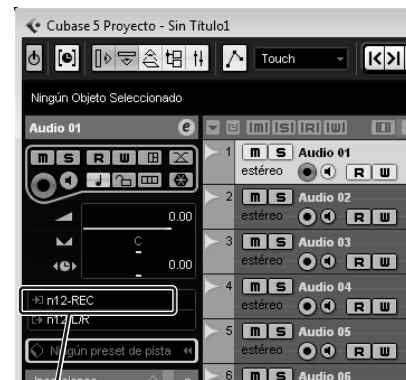 Cubase 5 Proyecto - Sin Título1
Touch
Ningún Objeto Seleccionado
Audio 01 e
m S R W
0.00
C
0.00
n12-REC
n12-L/R
Ningún preset de pista
[m] [S] [R] [W]
1 m S Audio 01
estéreo R W
2 m S Audio 02
estéreo R W
3 m S Audio 03
estéreo R W
4 m S Audio 04
estéreo R W
5 m S Audio 05
estéreo R W
6 m S Audio 06